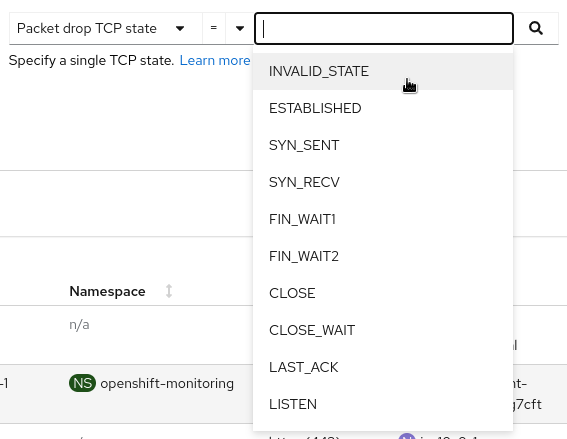 Packet drop TCP state = 
Specify a single TCP state. Learn more
INVALID_STATE
ESTABLISHED
SYN_SENT
SYN_RECV
FIN_WAIT1
FIN_WAIT2
CLOSE
Namespace
n/a
CLOSE_WAIT
LAST_ACK
-1 NS openshift-monitoring
nt-
g7cft
LISTEN